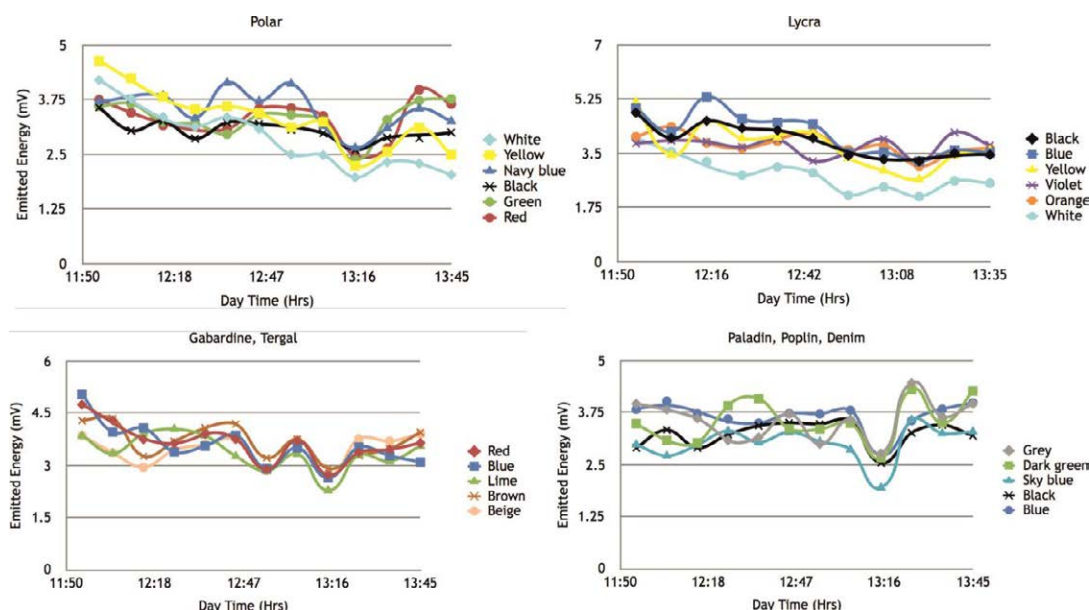 Polar
5
3.75
2.5
1.25
0
Emitted Energy (mV)
11:50 12:18 12:47 13:16 13:45
Day Time (Hrs)
White
Yellow
Navy blue
Black
Green
Red
Lycra
7
5.25
3.5
1.75
0
Emitted Energy (mV)
11:50 12:16 12:42 13:08 13:35
Day Time (Hrs)
Black
Blue
Yellow
Violet
Orange
White
Gabardine, Tergal
6
4.5
3
1.5
0
Emitted Energy (mV)
11:50 12:18 12:47 13:16 13:45
Day Time (Hrs)
Red
Blue
Lime
Brown
Beige
Paladin, Poplin, Denim
5
3.75
2.5
1.25
0
Emitted Energy (mV)
11:50 12:18 12:47 13:16 13:45
Day Time (Hrs)
Grey
Dark green
Sky blue
Black
Blue